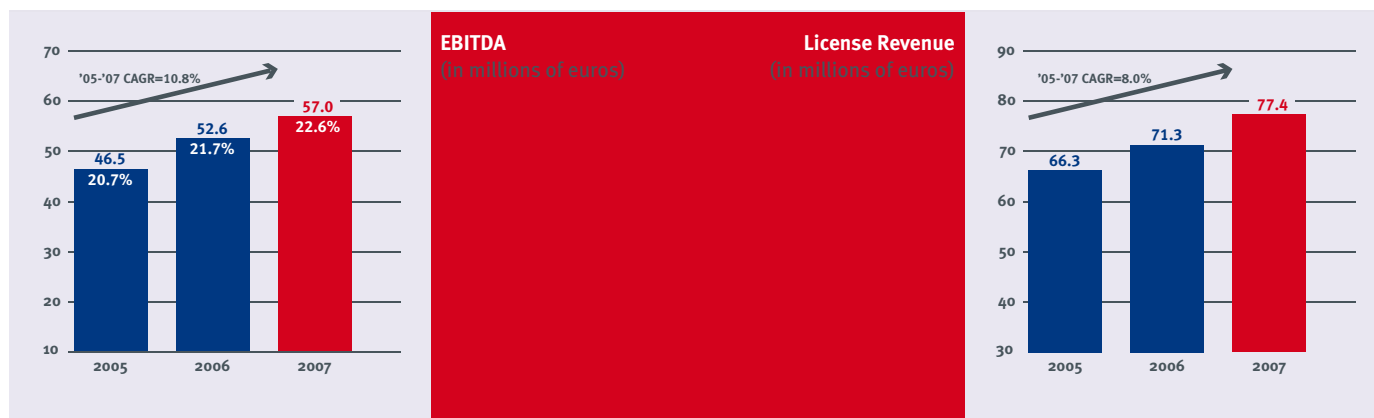 EBITDA
(in millions of euros)
70
60
50
40
30
20
10
'05-'07 CAGR=10.8%
46.5
20.7%
52.6
21.7%
57.0
22.6%
2005 2006 2007
License Revenue
(in millions of euros)
90
80
70
60
50
40
30
'05-'07 CAGR=8.0%
66.3
71.3
77.4
2005 2006 2007